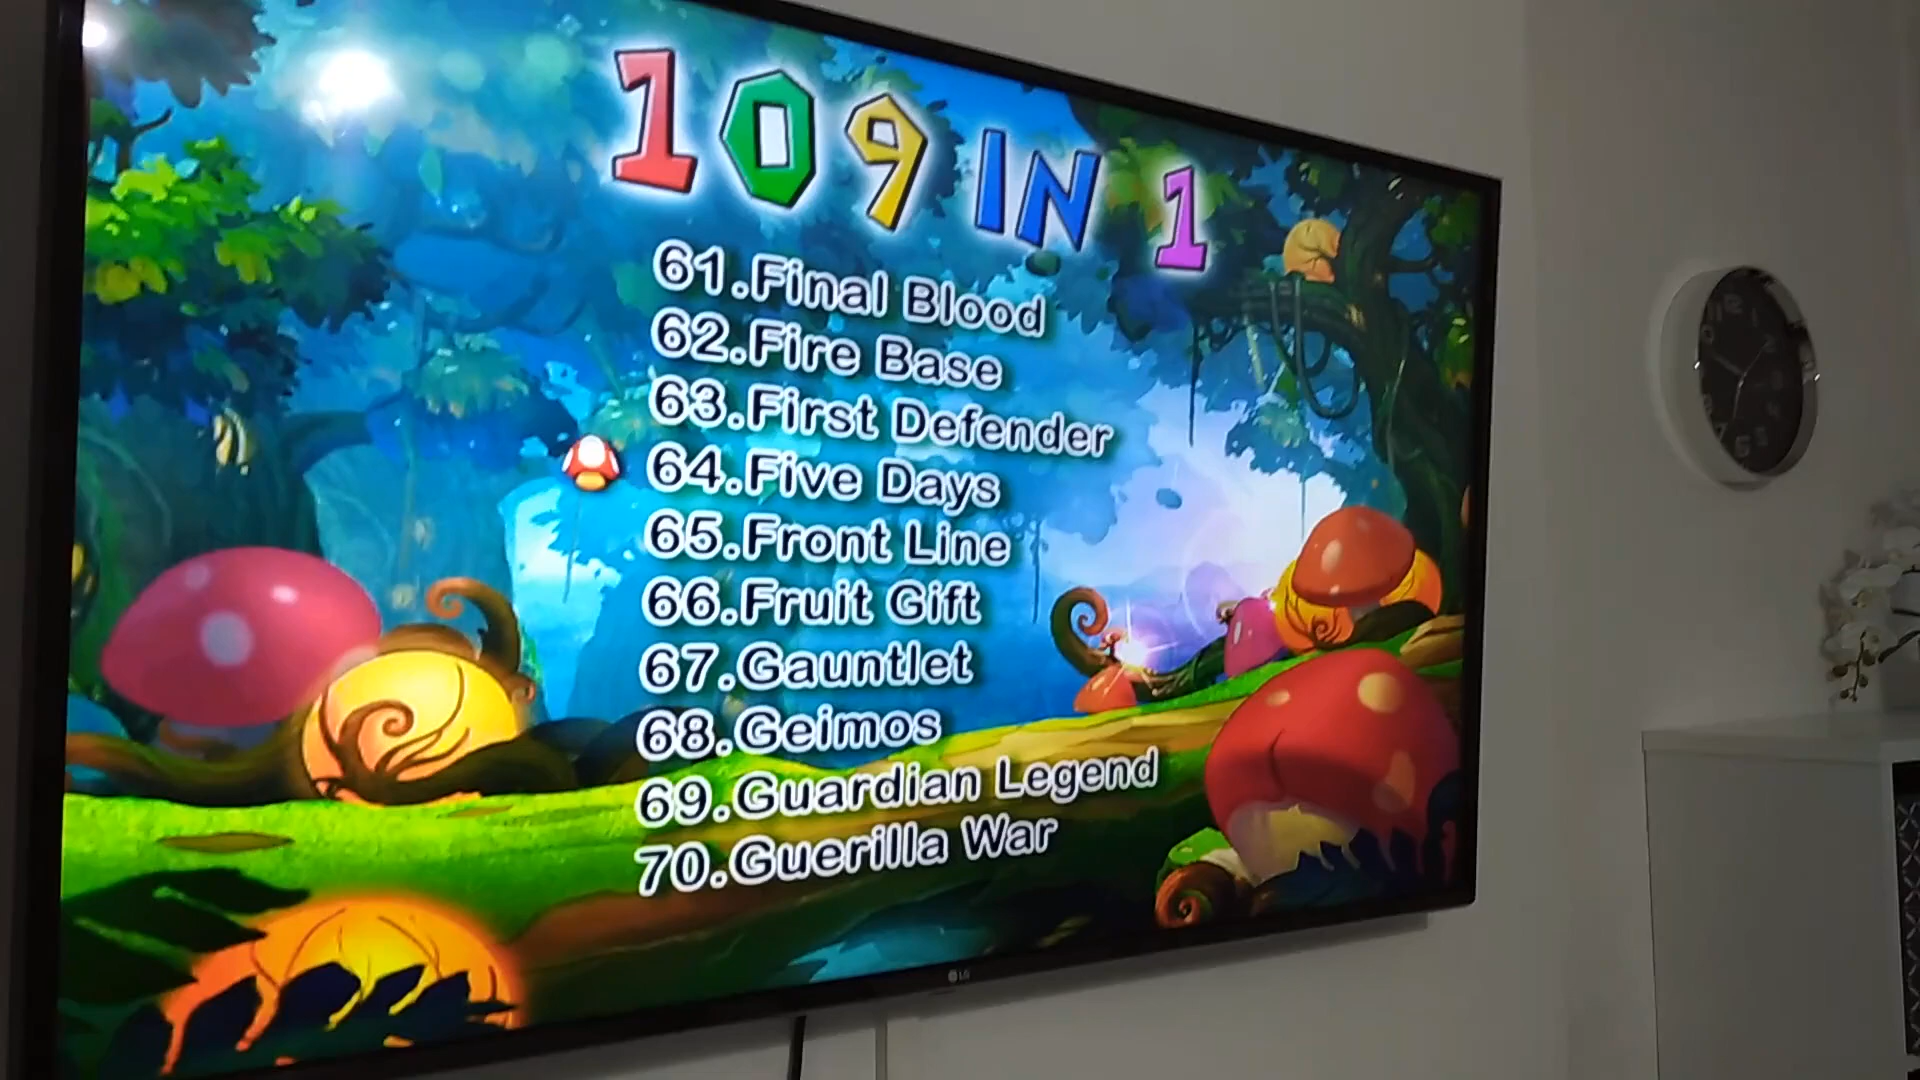 109 IN 1
61.Final Blood
62.Fire Base
63.First Defender
64.Five Days
65.Front Line
66.Fruit Gift
67.Gauntlet
68.Geimos
69.Guardian Legend
70.Guerilla War
LG